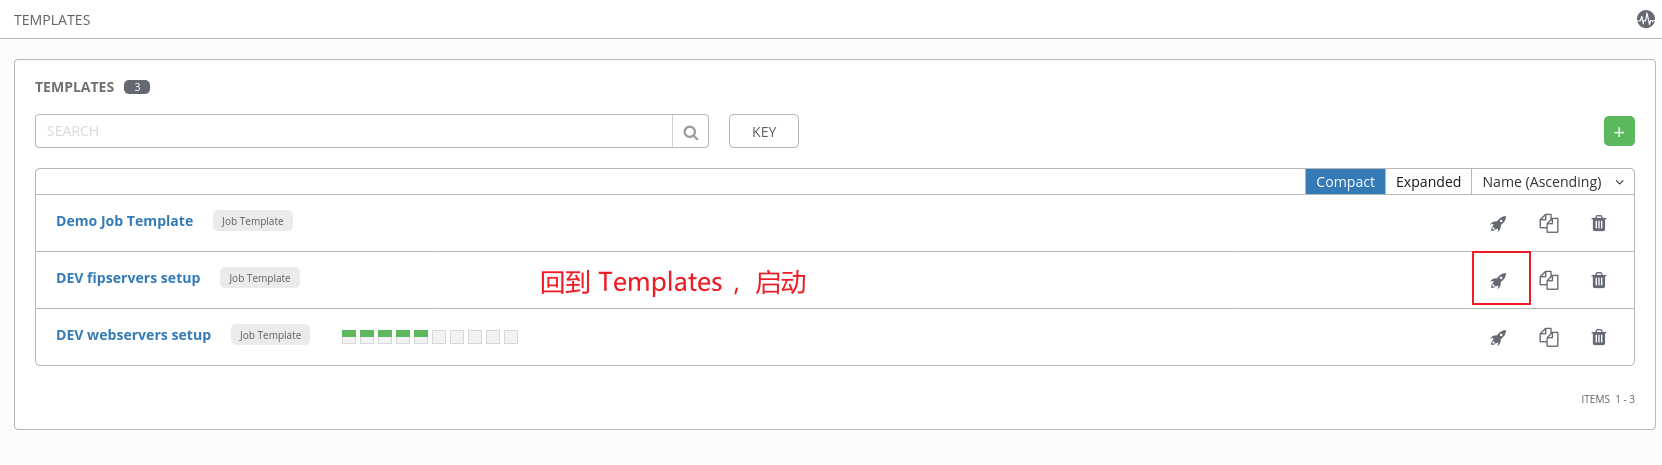 TEMPLATES
TEMPLATES 3
SEARCH KEY +
Compact Expanded Name (Ascending)
Demo Job Template Job Template
DEV fipservers setup Job Template 回到 Templates ，启动
DEV webservers setup Job Template
ITEMS 1 - 3